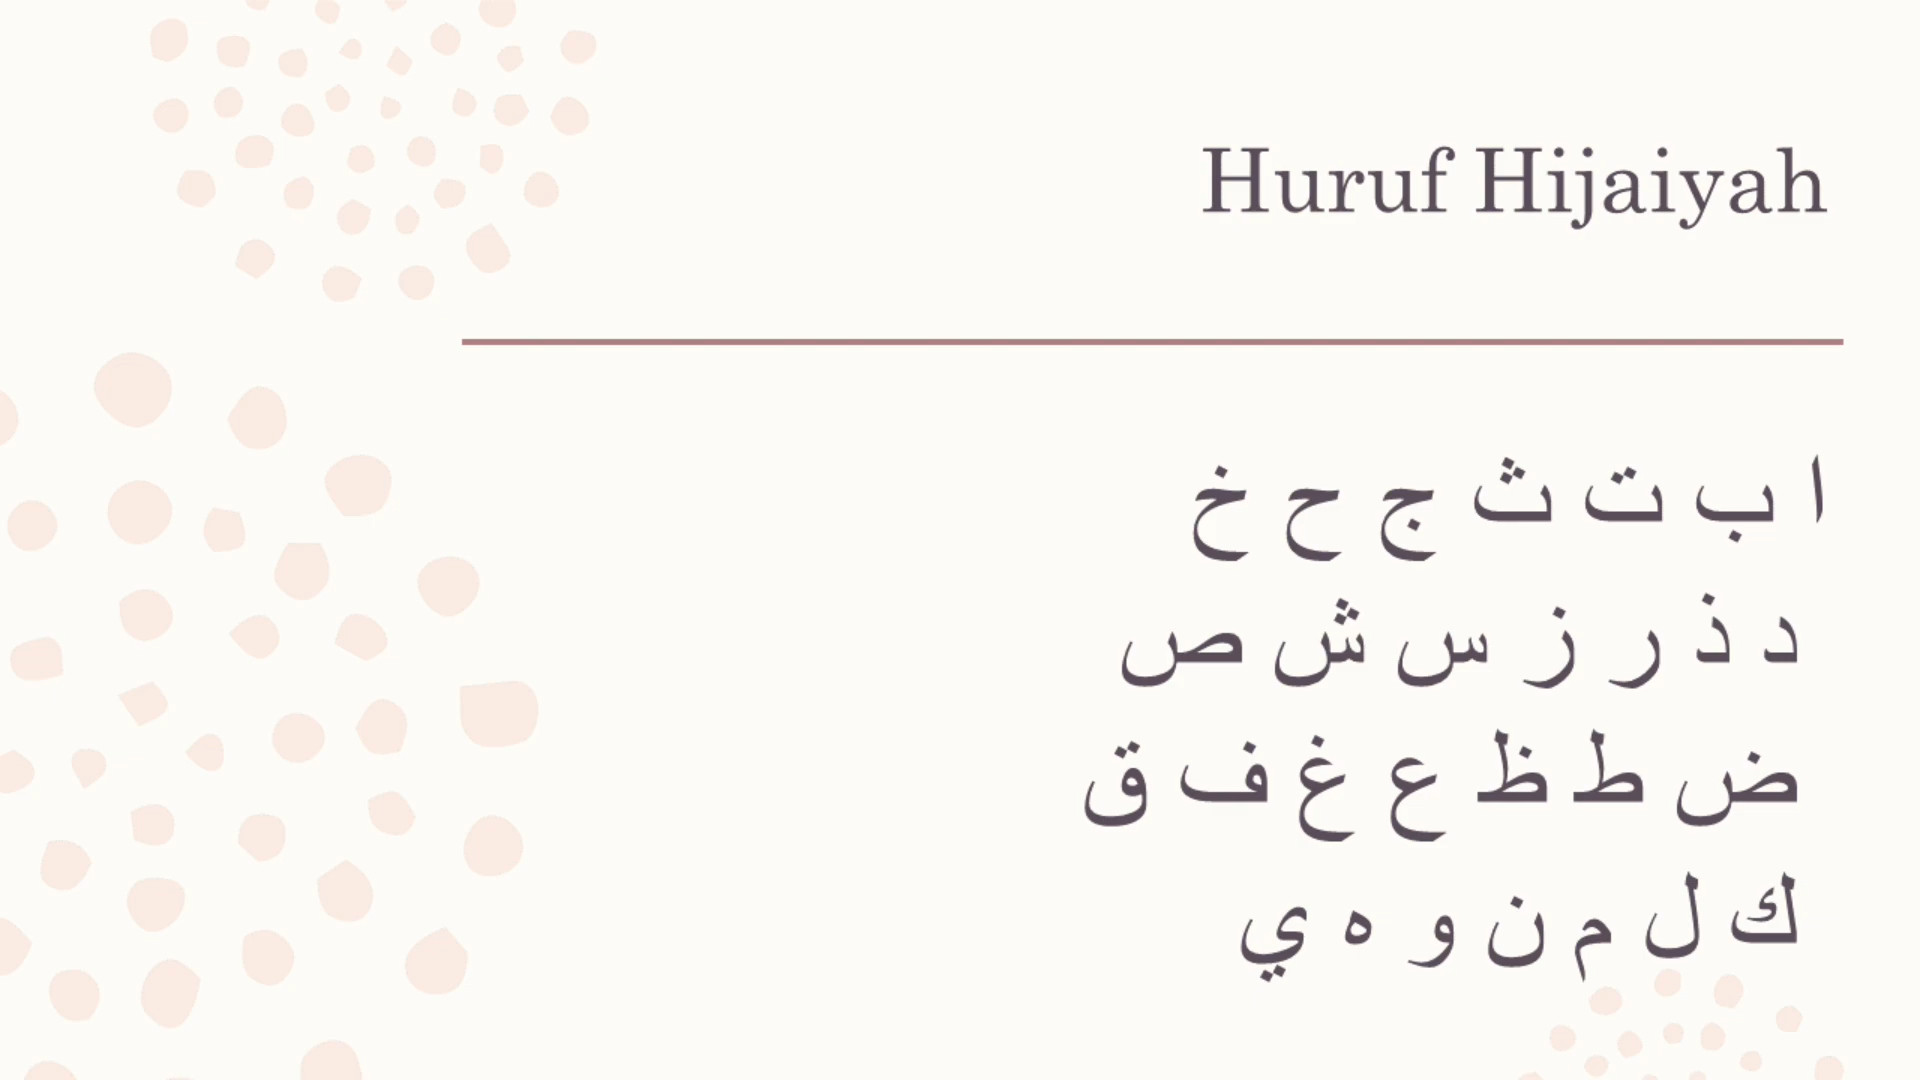 Huruf Hijaiyah
ا ب ت ث ج ح خ
د ذ ر ز س ش ص
ض ط ظ ع غ ف ق
ك ل م ن و ه ي